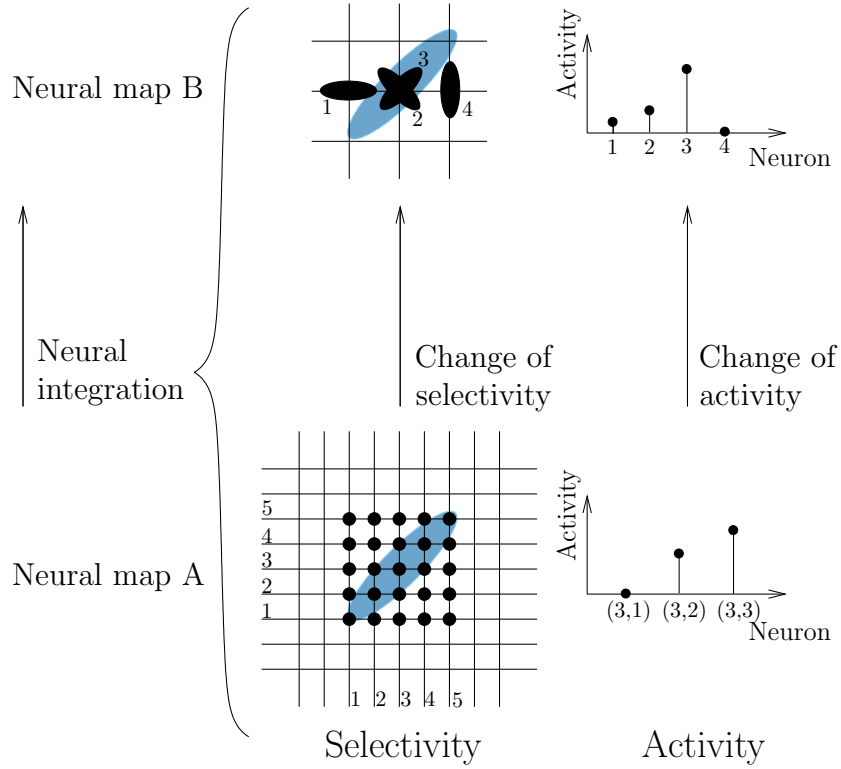 Neural map B
1
2
3
4
Activity
1 2 3 4
Neuron
Neural
integration
Change of
selectivity
Change of
activity
Neural map A
5
4
3
2
1
1 2 3 4 5
Activity
(3,1) (3,2) (3,3)
Neuron
Selectivity
Activity